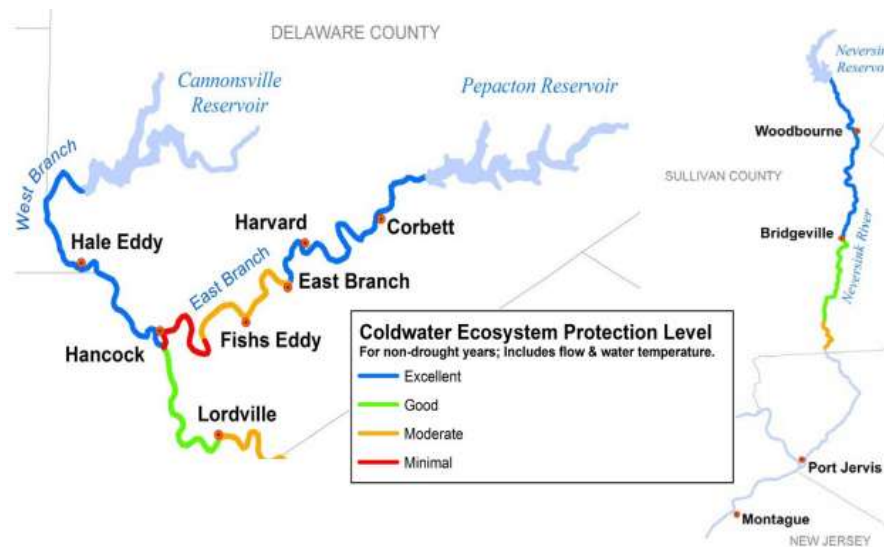 DELAWARE COUNTY
Cannonsville
Reservoir
Pepacton Reservoir
Neversink
West Branch
Woodbourne
SULLIVAN COUNTY
Harvard
Corbett
Hale Eddy
Bridgeville
East Branch
East Branch
Neversink River
Fishs Eddy
Hancock
Coldwater Ecosystem Protection Level
For non-drought years; Includes flow & water temperature.
Excellent
Good
Lordville
Moderate
Minimal
Port Jervis
Montague
NEW JERSEY